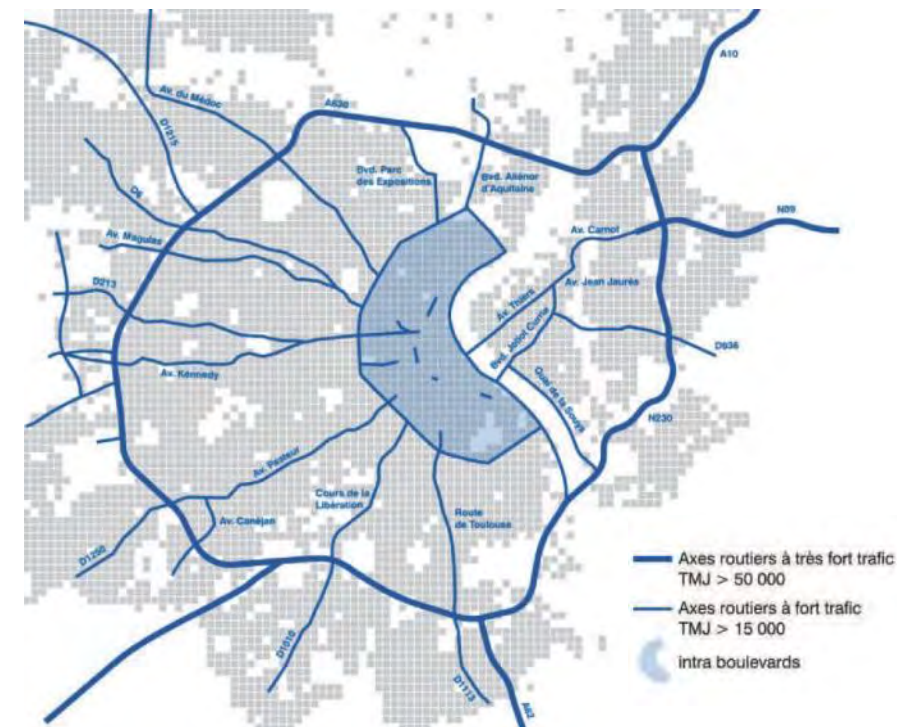 A10
Av. du Médoc
A630
D1215
Bvd. Parc
des Expositions
Bvd. Aliénor
d'Aquitaine
D6
N89
Av. Carnot
Av. Magudas
Av. Jean Jaurès
D213
Av. Thiers
Bvd. Joliot Curie
D936
Av. Kennedy
Quai de la Souys
N230
Av. Pasteur
Cours de la
Libération
Route
de Toulouse
Av. Canéjan
D1250
D1010
D1113
A62
Axes routiers à très fort trafic
TMJ > 50 000
Axes routiers à fort trafic
TMJ > 15 000
intra boulevards